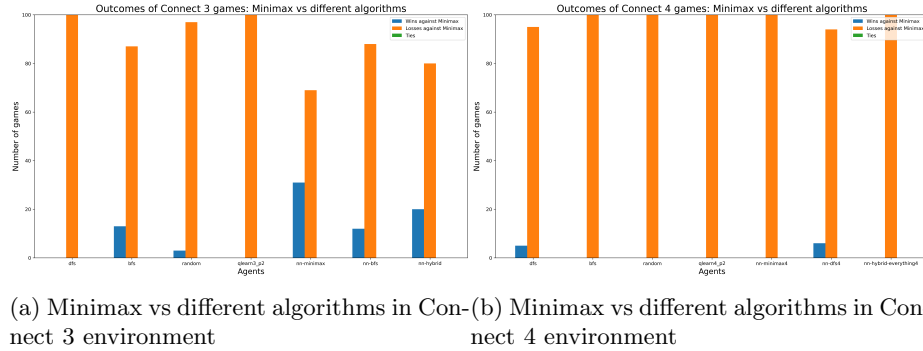 Outcomes of Connect 3 games: Minimax vs different algorithms
Wins against Minimax
Losses against Minimax
Ties
Number of games
100
80
60
40
20
0
dfs
bfs
random
qlearn3_p2
nn-minimax
nn-bfs
nn-hybrid
Agents
Outcomes of Connect 4 games: Minimax vs different algorithms
Wins against Minimax
Losses against Minimax
Ties
Number of games
100
80
60
40
20
0
dfs
bfs
random
qlearn4_p2
nn-minimax4
nn-dfs4
nn-hybrid-everything4
Agents
(a) Minimax vs different algorithms in Con-
nect 3 environment
(b) Minimax vs different algorithms in Con
nect 4 environment